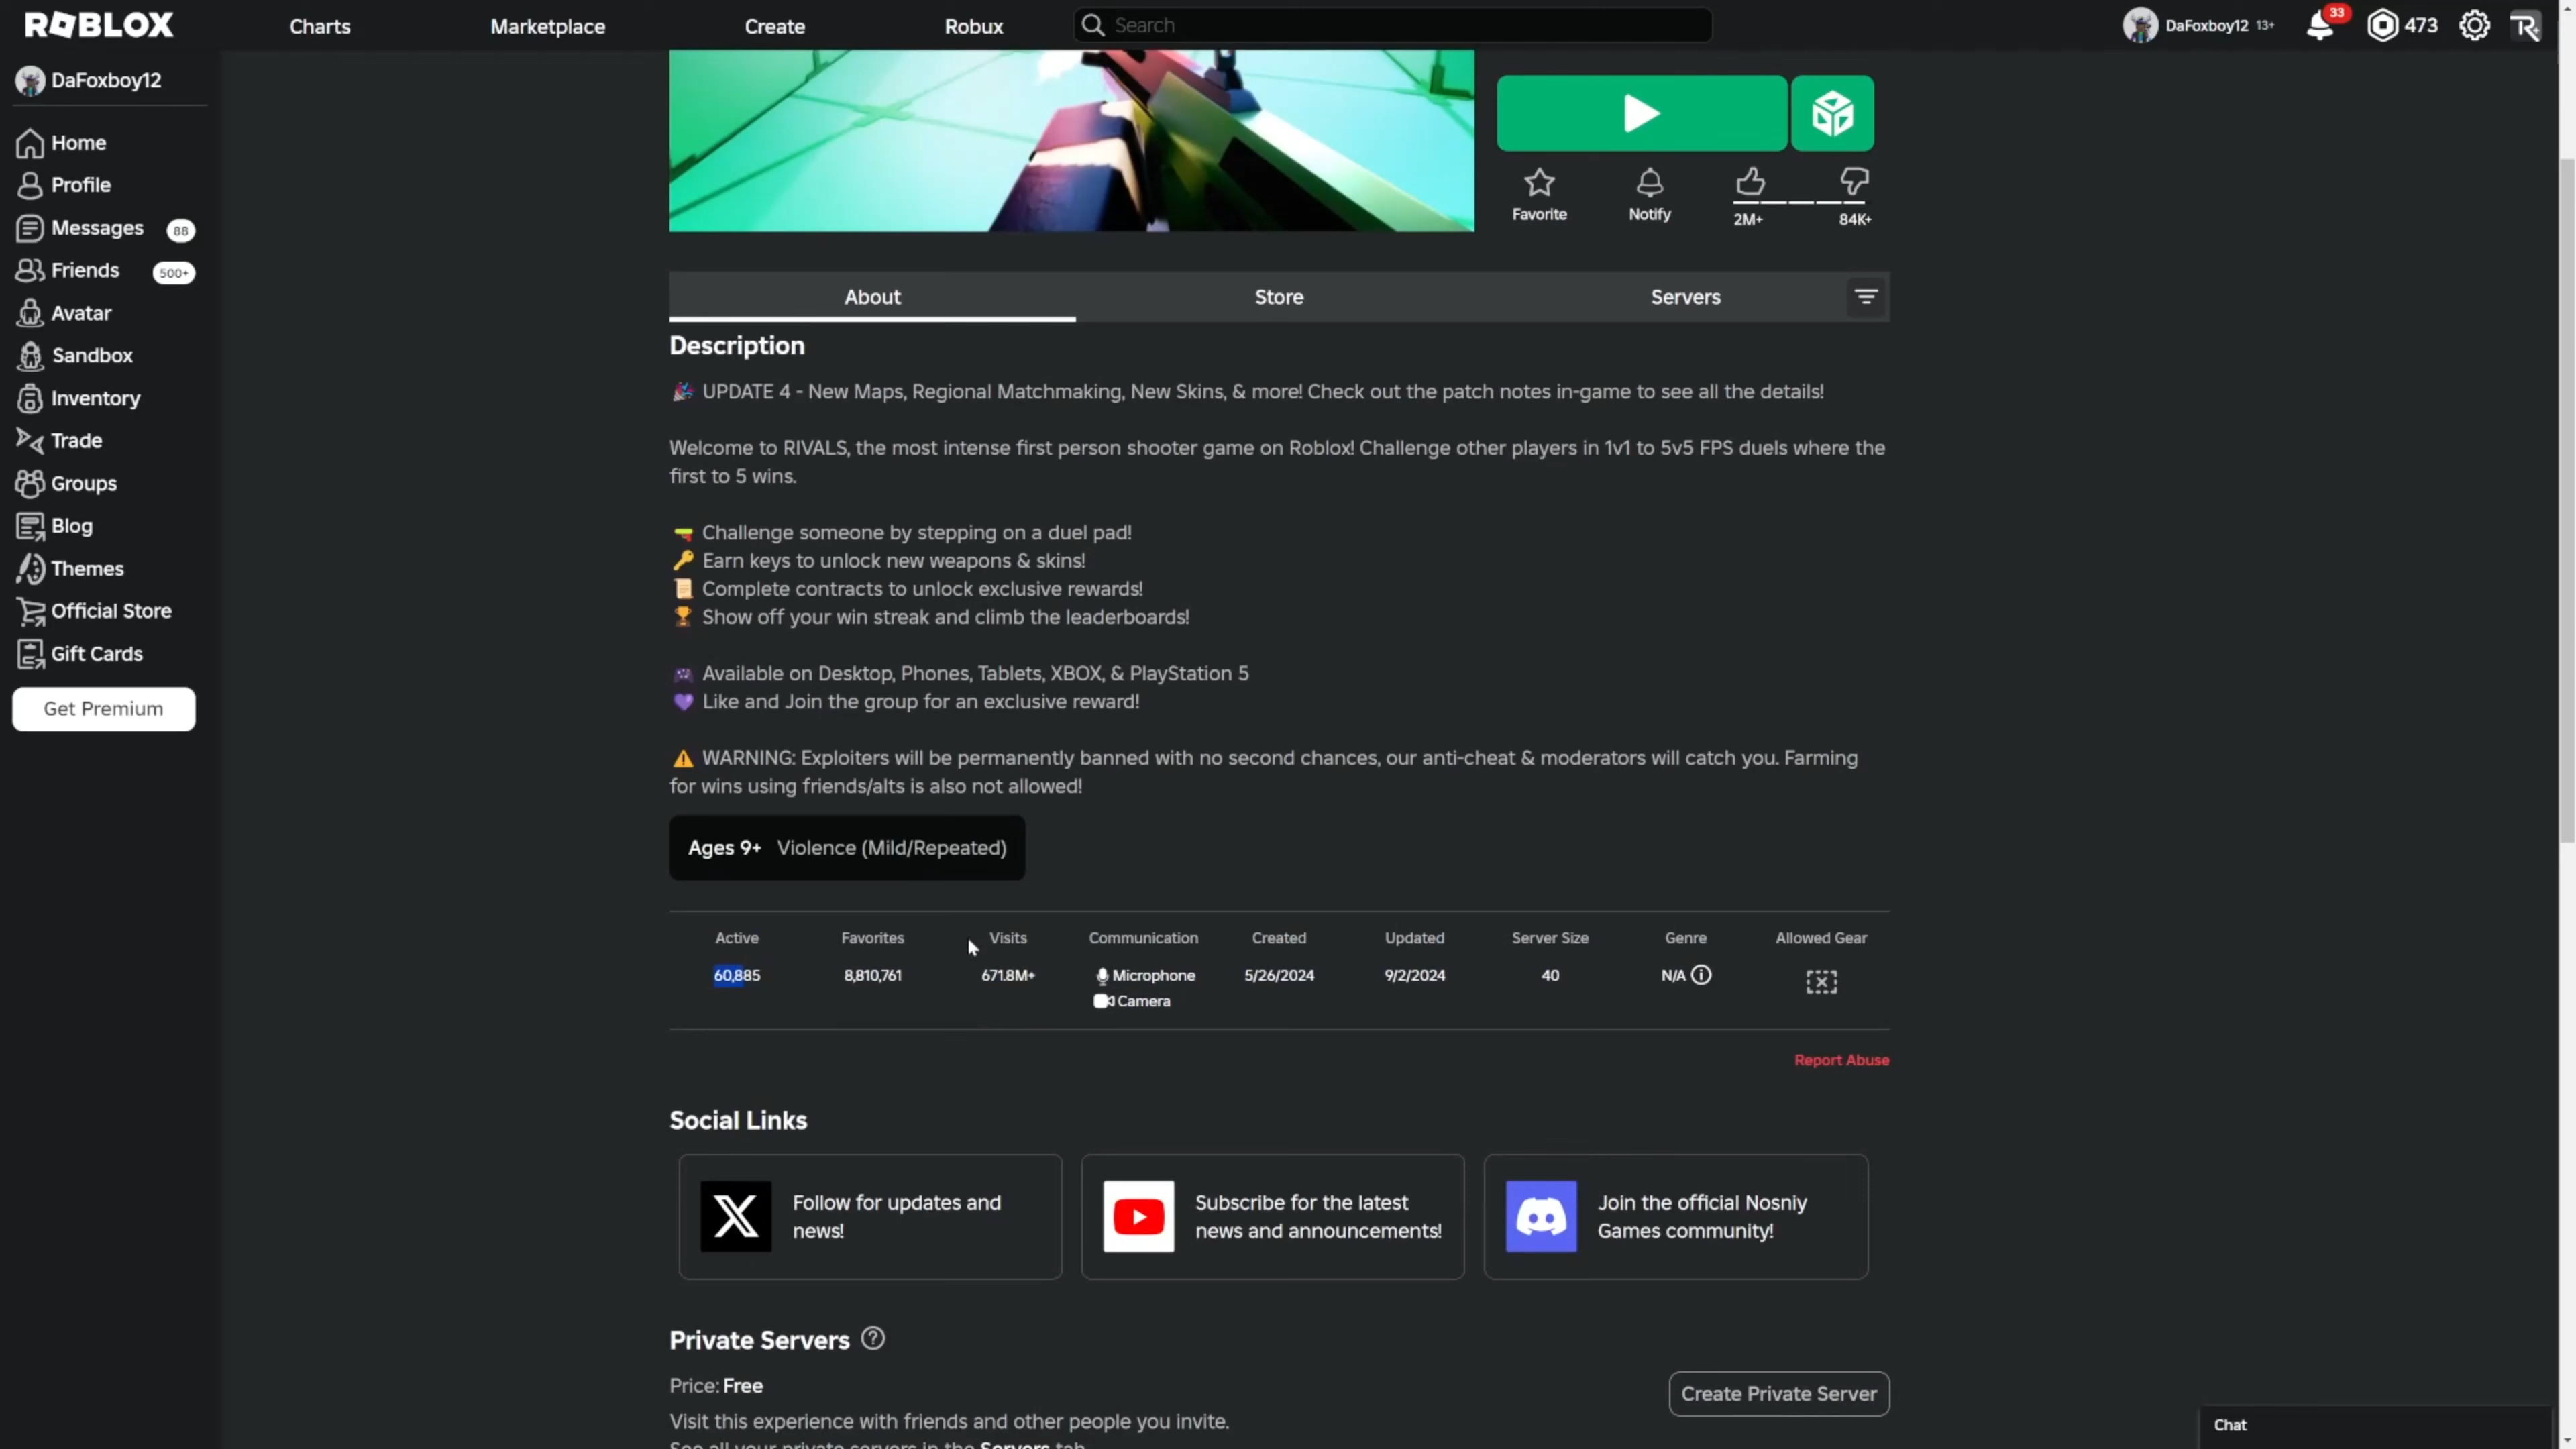 ROBLOX
Charts
Marketplace
Create
Robux
Search
DaFoxboy12 13+
33
473
DaFoxboy12
Home
Profile
Messages 88
Friends 500+
Avatar
Sandbox
Inventory
Trade
Groups
Blog
Themes
Official Store
Gift Cards
Get Premium
Favorite
Notify
2M+
84K+
About
Store
Servers
Description
🎉 UPDATE 4 - New Maps, Regional Matchmaking, New Skins, & more! Check out the patch notes in-game to see all the details!
Welcome to RIVALS, the most intense first person shooter game on Roblox! Challenge other players in 1v1 to 5v5 FPS duels where the
first to 5 wins.
🔫 Challenge someone by stepping on a duel pad!
🔑 Earn keys to unlock new weapons & skins!
📜 Complete contracts to unlock exclusive rewards!
🏆 Show off your win streak and climb the leaderboards!
🎮 Available on Desktop, Phones, Tablets, XBOX, & PlayStation 5
💜 Like and Join the group for an exclusive reward!
⚠️ WARNING: Exploiters will be permanently banned with no second chances, our anti-cheat & moderators will catch you. Farming
for wins using friends/alts is also not allowed!
Ages 9+ Violence (Mild/Repeated)
Active Favorites Visits Communication Created Updated Server Size Genre Allowed Gear
60,885 8,810,761 671.8M+ Microphone 5/26/2024 9/2/2024 40 N/A
Camera
Report Abuse
Social Links
Follow for updates and
news!
Subscribe for the latest
news and announcements!
Join the official Nosniy
Games community!
Private Servers
Price: Free
Create Private Server
Visit this experience with friends and other people you invite.
See all your private servers in the Servers tab
Chat